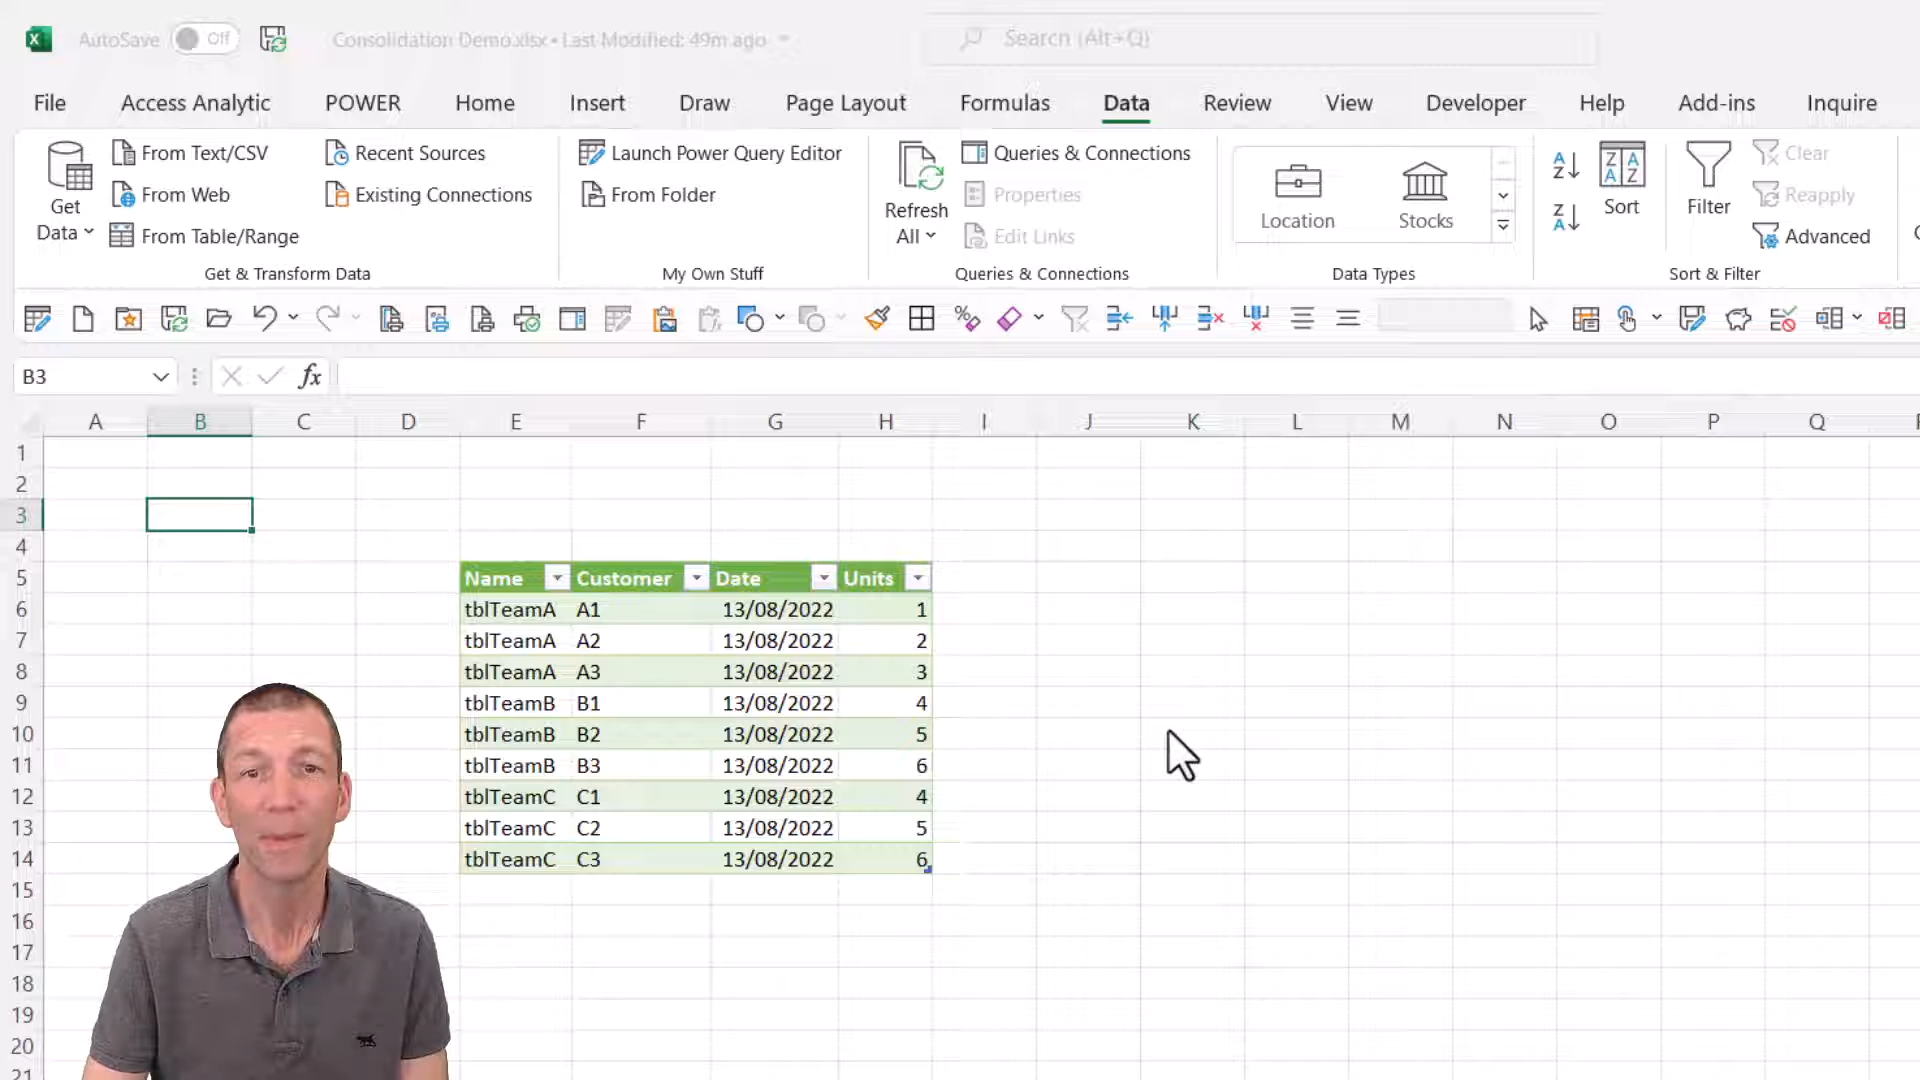 AutoSave Off Consolidation Demo.xlsx • Last Modified: 49m ago Search (Alt+Q)
File Access Analytic POWER Home Insert Draw Page Layout Formulas Data Review View Developer Help Add-ins Inquire
Get Data
From Text/CSV
From Web
From Table/Range
Recent Sources
Existing Connections
Get & Transform Data
Launch Power Query Editor
From Folder
My Own Stuff
Refresh All
Queries & Connections
Properties
Edit Links
Queries & Connections
Location
Stocks
Data Types
Sort
Filter
Clear
Reapply
Advanced
Sort & Filter
B3 fx
A B C D E F G H I J K L M N O P Q
1
2
3
4
5 Name Customer Date Units
6 tblTeamA A1 13/08/2022 1
7 tblTeamA A2 13/08/2022 2
8 tblTeamA A3 13/08/2022 3
9 tblTeamB B1 13/08/2022 4
10 tblTeamB B2 13/08/2022 5
11 tblTeamB B3 13/08/2022 6
12 tblTeamC C1 13/08/2022 4
13 tblTeamC C2 13/08/2022 5
14 tblTeamC C3 13/08/2022 6
15
16
17
18
19
20
21